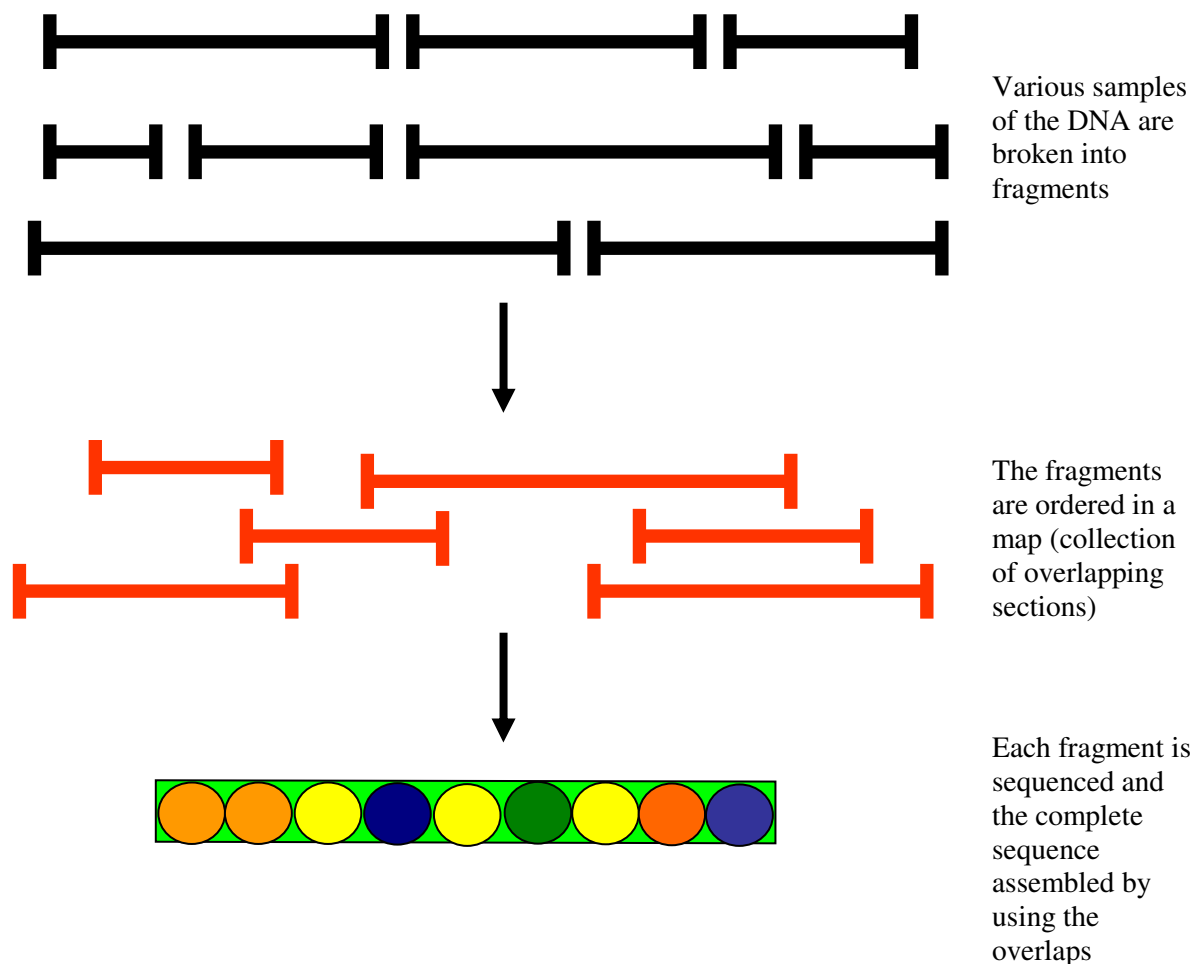 Various samples
of the DNA are
broken into
fragments
The fragments
are ordered in a
map (collection
of overlapping
sections)
Each fragment is
sequenced and
the complete
sequence
assembled by
using the
overlaps